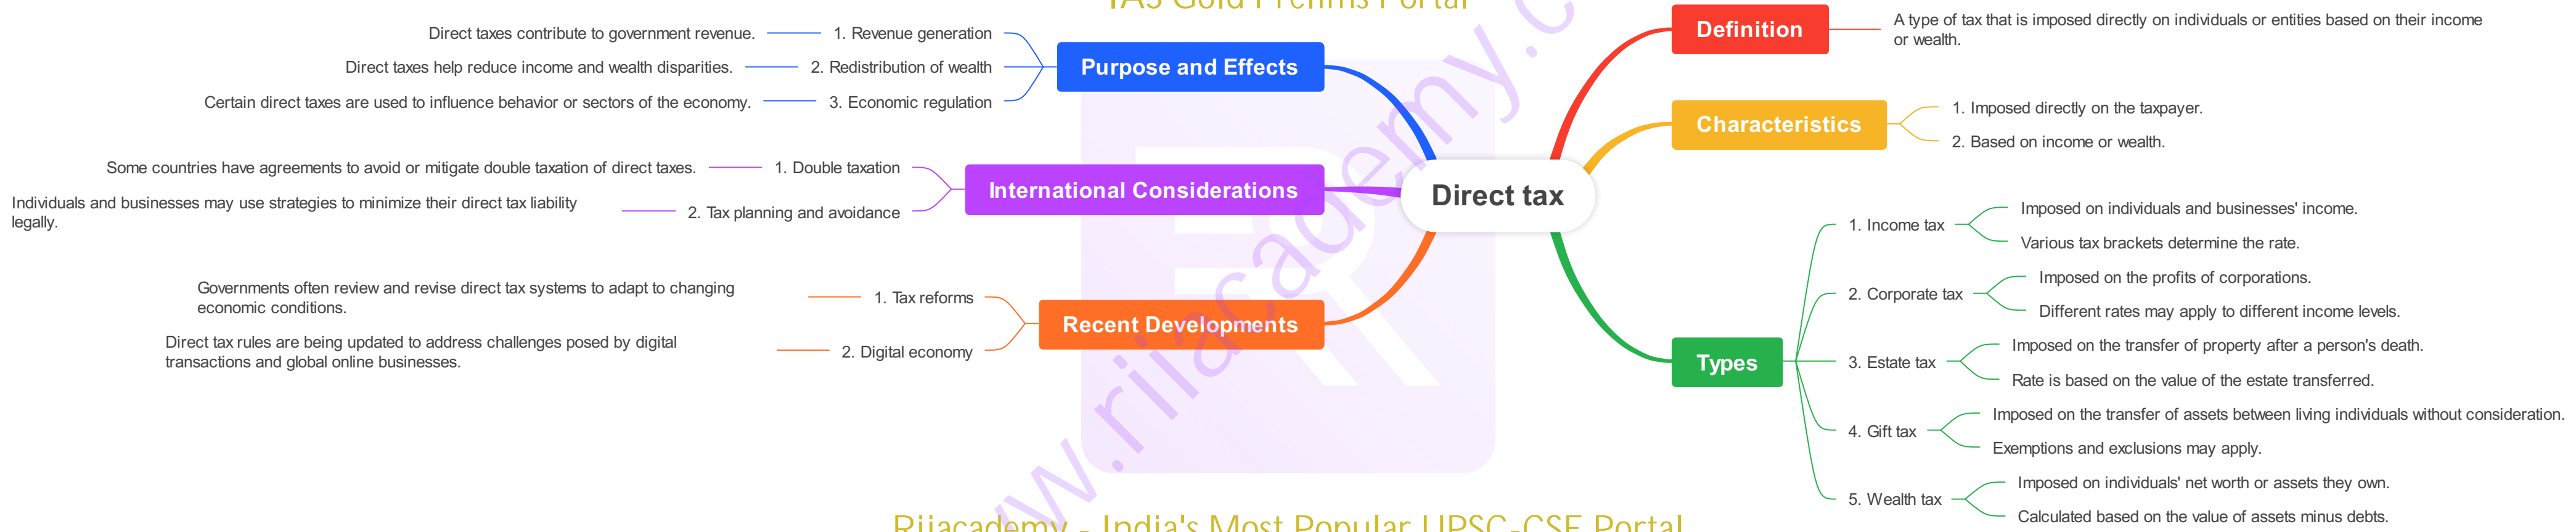 IAS Gold Prelims Portal
Direct tax
Definition
A type of tax that is imposed directly on individuals or entities based on their income
or wealth.
Characteristics
1. Imposed directly on the taxpayer.
2. Based on income or wealth.
Types
1. Income tax
Imposed on individuals and businesses' income.
Various tax brackets determine the rate.
2. Corporate tax
Imposed on the profits of corporations.
Different rates may apply to different income levels.
3. Estate tax
Imposed on the transfer of property after a person's death.
Rate is based on the value of the estate transferred.
4. Gift tax
Imposed on the transfer of assets between living individuals without consideration.
Exemptions and exclusions may apply.
5. Wealth tax
Imposed on individuals' net worth or assets they own.
Calculated based on the value of assets minus debts.
Purpose and Effects
1. Revenue generation
Direct taxes contribute to government revenue.
2. Redistribution of wealth
Direct taxes help reduce income and wealth disparities.
3. Economic regulation
Certain direct taxes are used to influence behavior or sectors of the economy.
International Considerations
1. Double taxation
Some countries have agreements to avoid or mitigate double taxation of direct taxes.
2. Tax planning and avoidance
Individuals and businesses may use strategies to minimize their direct tax liability
legally.
Recent Developments
1. Tax reforms
Governments often review and revise direct tax systems to adapt to changing
economic conditions.
2. Digital economy
Direct tax rules are being updated to address challenges posed by digital
transactions and global online businesses.
Rijacademy - India's Most Popular UPSC-CSE Portal